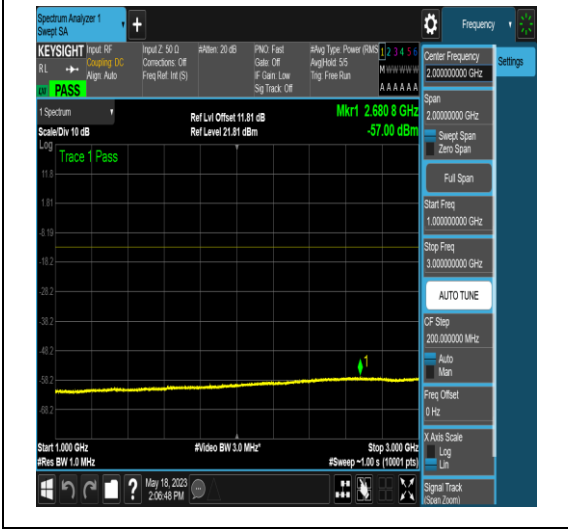 Spectrum Analyzer 1
Swept SA
+
Frequency
KEYSIGHT
RL
PASS
Input: RF
Coupling: DC
Align: Auto
Input Z: 50 Ω
Corrections: Off
Freq Ref: Int (S)
#Atten: 20 dB
PNO: Fast
Gate: Off
IF Gain: Low
Sig Track: Off
#Avg Type: Power (RMS
Avg|Hold: 5/5
Trig: Free Run
1 2 3 4 5 6
M W W W W W
A A A A A A
1 Spectrum
Scale/Div 10 dB
Ref Lvl Offset 11.81 dB
Ref Level 21.81 dBm
Mkr1 2.680 8 GHz
-57.00 dBm
Log
Trace 1 Pass
11.8
1.81
-8.19
-18.2
-28.2
-38.2
-48.2
-58.2
-68.2
1
Start 1.000 GHz
#Res BW 1.0 MHz
#Video BW 3.0 MHz*
Stop 3.000 GHz
#Sweep ~1.00 s (10001 pts)
?
May 18, 2023
2:06:48 PM
Center Frequency
2.000000000 GHz
Settings
Span
2.00000000 GHz
Swept Span
Zero Span
Full Span
Start Freq
1.000000000 GHz
Stop Freq
3.000000000 GHz
AUTO TUNE
CF Step
200.000000 MHz
Auto
Man
Freq Offset
0 Hz
X Axis Scale
Log
Lin
Signal Track
(Span Zoom)